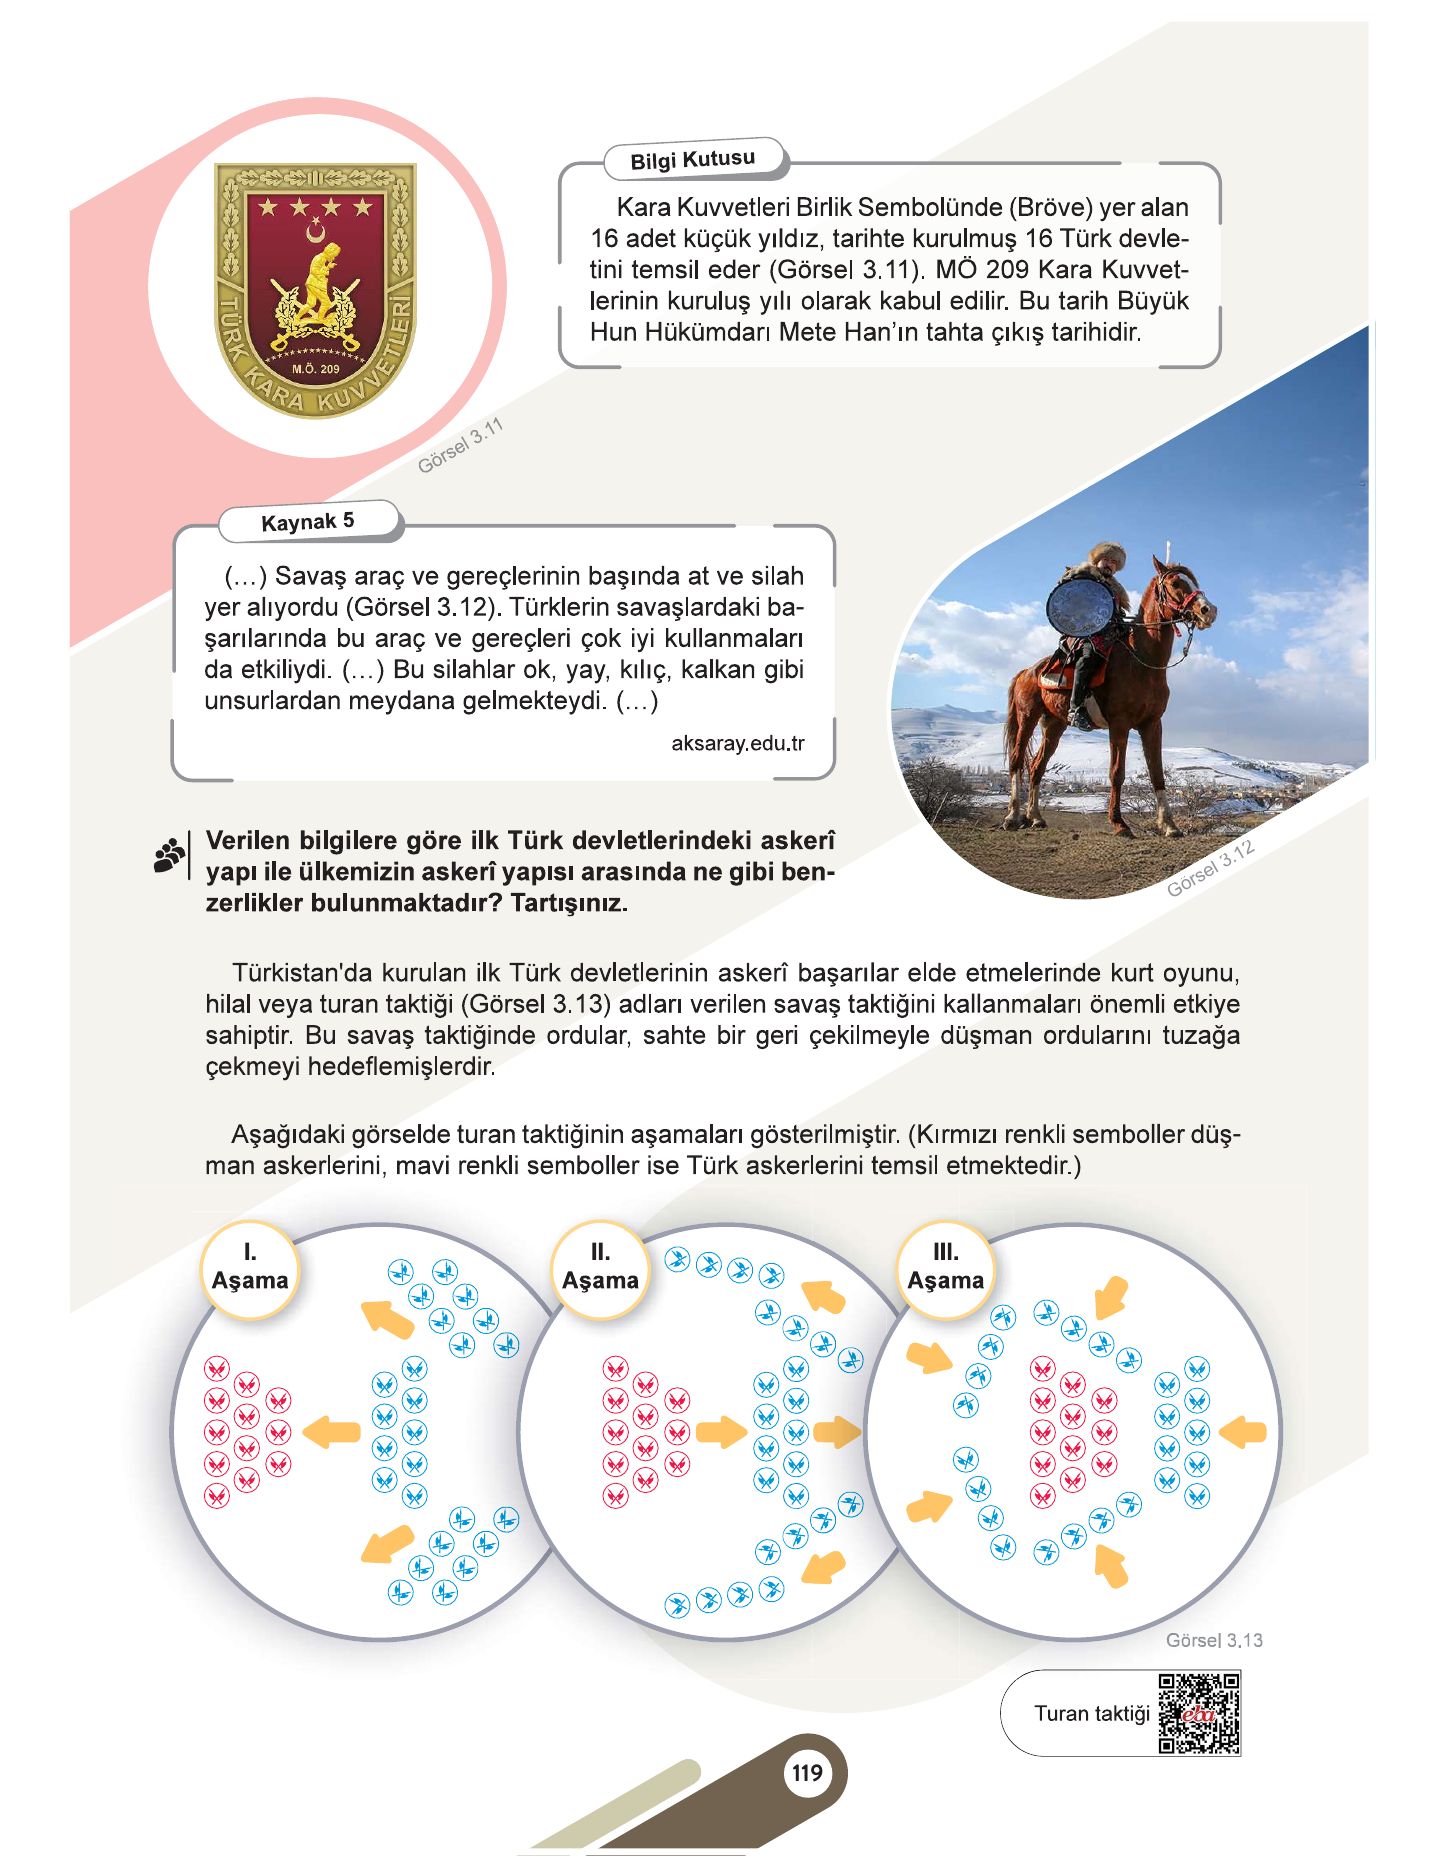 Bilgi Kutusu
Kara Kuvvetleri Birlik Sembolünde (Bröve) yer alan
16 adet küçük yıldız, tarihte kurulmuş 16 Türk devle-
tini temsil eder (Görsel 3.11). MÖ 209 Kara Kuvvet-
lerinin kuruluş yılı olarak kabul edilir. Bu tarih Büyük
Hun Hükümdarı Mete Han’ın tahta çıkış tarihidir.
M.Ö. 209
TÜRK KARA KUVVETLERİ
Görsel 3.11
Kaynak 5
(…) Savaş araç ve gereçlerinin başında at ve silah
yer alıyordu (Görsel 3.12). Türklerin savaşlardaki ba-
şarılarında bu araç ve gereçleri çok iyi kullanmaları
da etkiliydi. (…) Bu silahlar ok, yay, kılıç, kalkan gibi
unsurlardan meydana gelmekteydi. (…)
aksaray.edu.tr
Görsel 3.12
Verilen bilgilere göre ilk Türk devletlerindeki askerî
yapı ile ülkemizin askerî yapısı arasında ne gibi ben-
zerlikler bulunmaktadır? Tartışınız.
Türkistan'da kurulan ilk Türk devletlerinin askerî başarılar elde etmelerinde kurt oyunu,
hilal veya turan taktiği (Görsel 3.13) adları verilen savaş taktiğini kallanmaları önemli etkiye
sahiptir. Bu savaş taktiğinde ordular, sahte bir geri çekilmeyle düşman ordularını tuzağa
çekmeyi hedeflemişlerdir.
Aşağıdaki görselde turan taktiğinin aşamaları gösterilmiştir. (Kırmızı renkli semboller düş-
man askerlerini, mavi renkli semboller ise Türk askerlerini temsil etmektedir.)
I.
Aşama
II.
Aşama
III.
Aşama
Görsel 3.13
Turan taktiği
eba
119